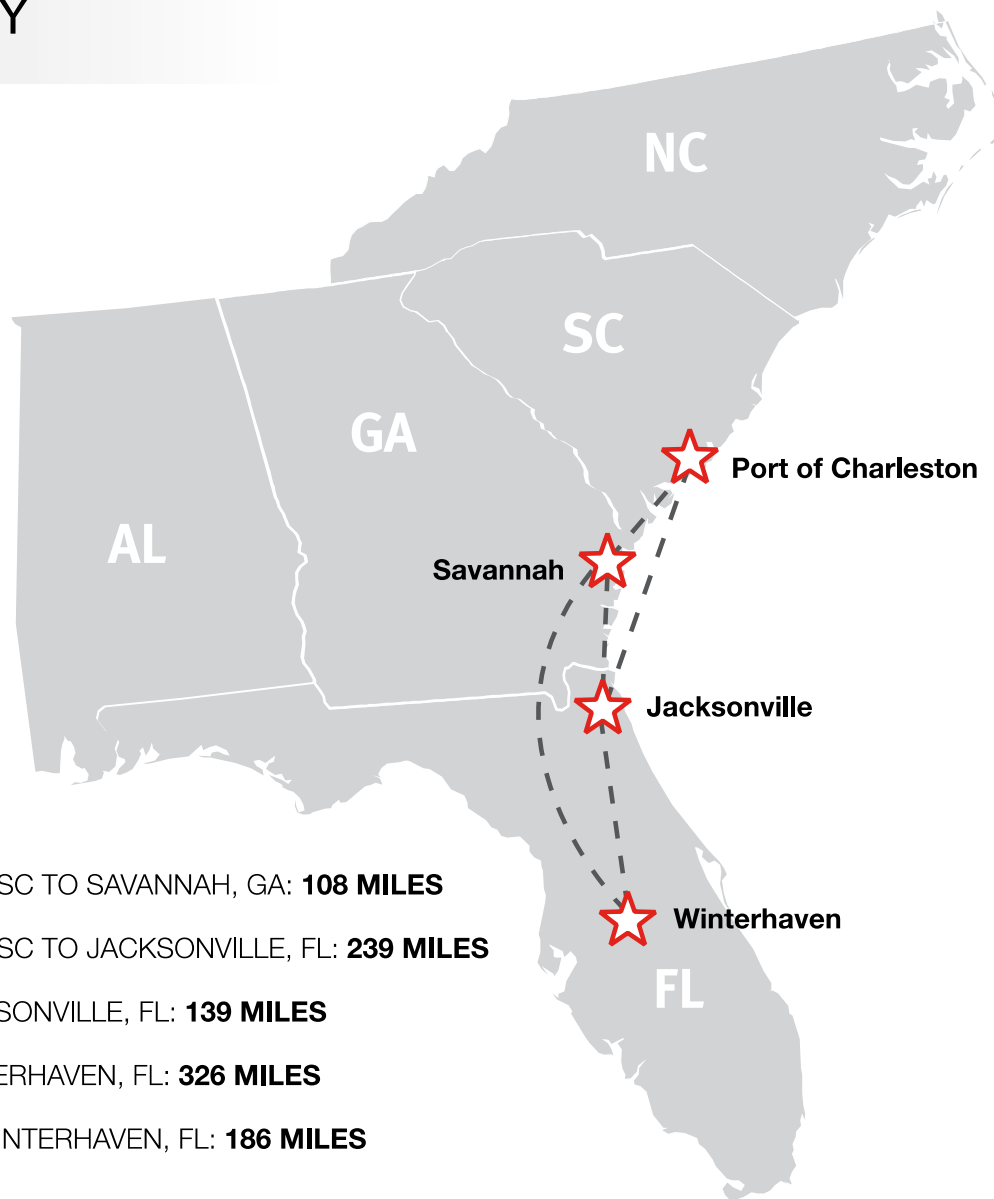 Y
NC
SC
GA
Port of Charleston
AL
Savannah
Jacksonville
SC TO SAVANNAH, GA: 108 MILES
Winterhaven
SC TO JACKSONVILLE, FL: 239 MILES
FL
SONVILLE, FL: 139 MILES
ERHAVEN, FL: 326 MILES
NTERHAVEN, FL: 186 MILES